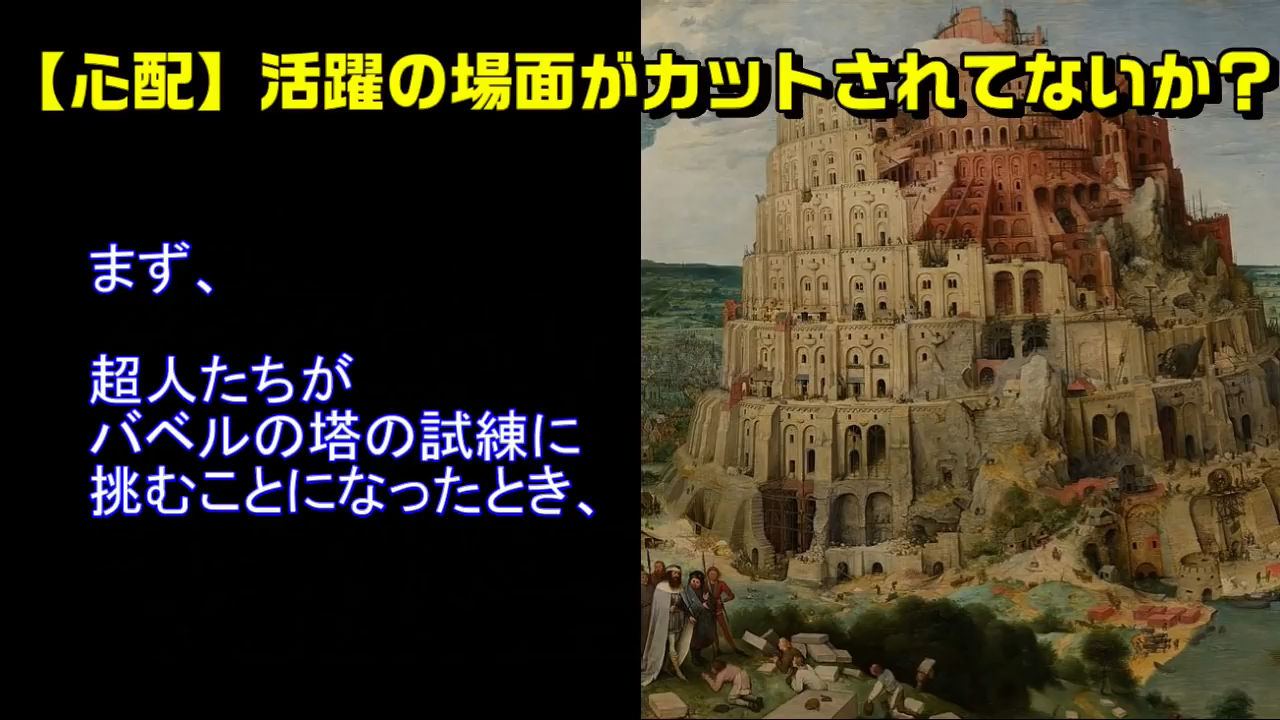 【心配】活躍の場面がカットされてないか？
まず、
超人たちが
バベルの塔の試練に
挑むことになったとき、